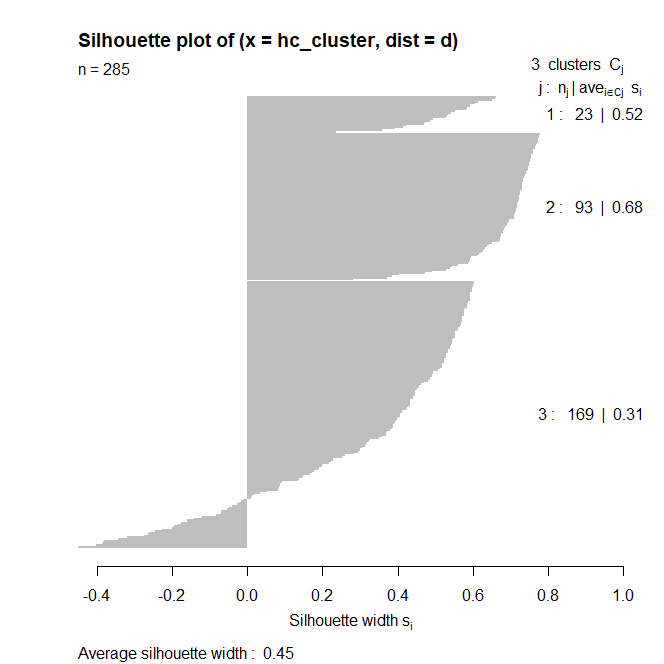 Silhouette plot of (x = hc_cluster, dist = d)
n = 285
3 clusters Cj
j : nj | avei∈Cj si
1 : 23 | 0.52
2 : 93 | 0.68
3 : 169 | 0.31
-0.4 -0.2 0.0 0.2 0.4 0.6 0.8 1.0
Silhouette width si
Average silhouette width : 0.45